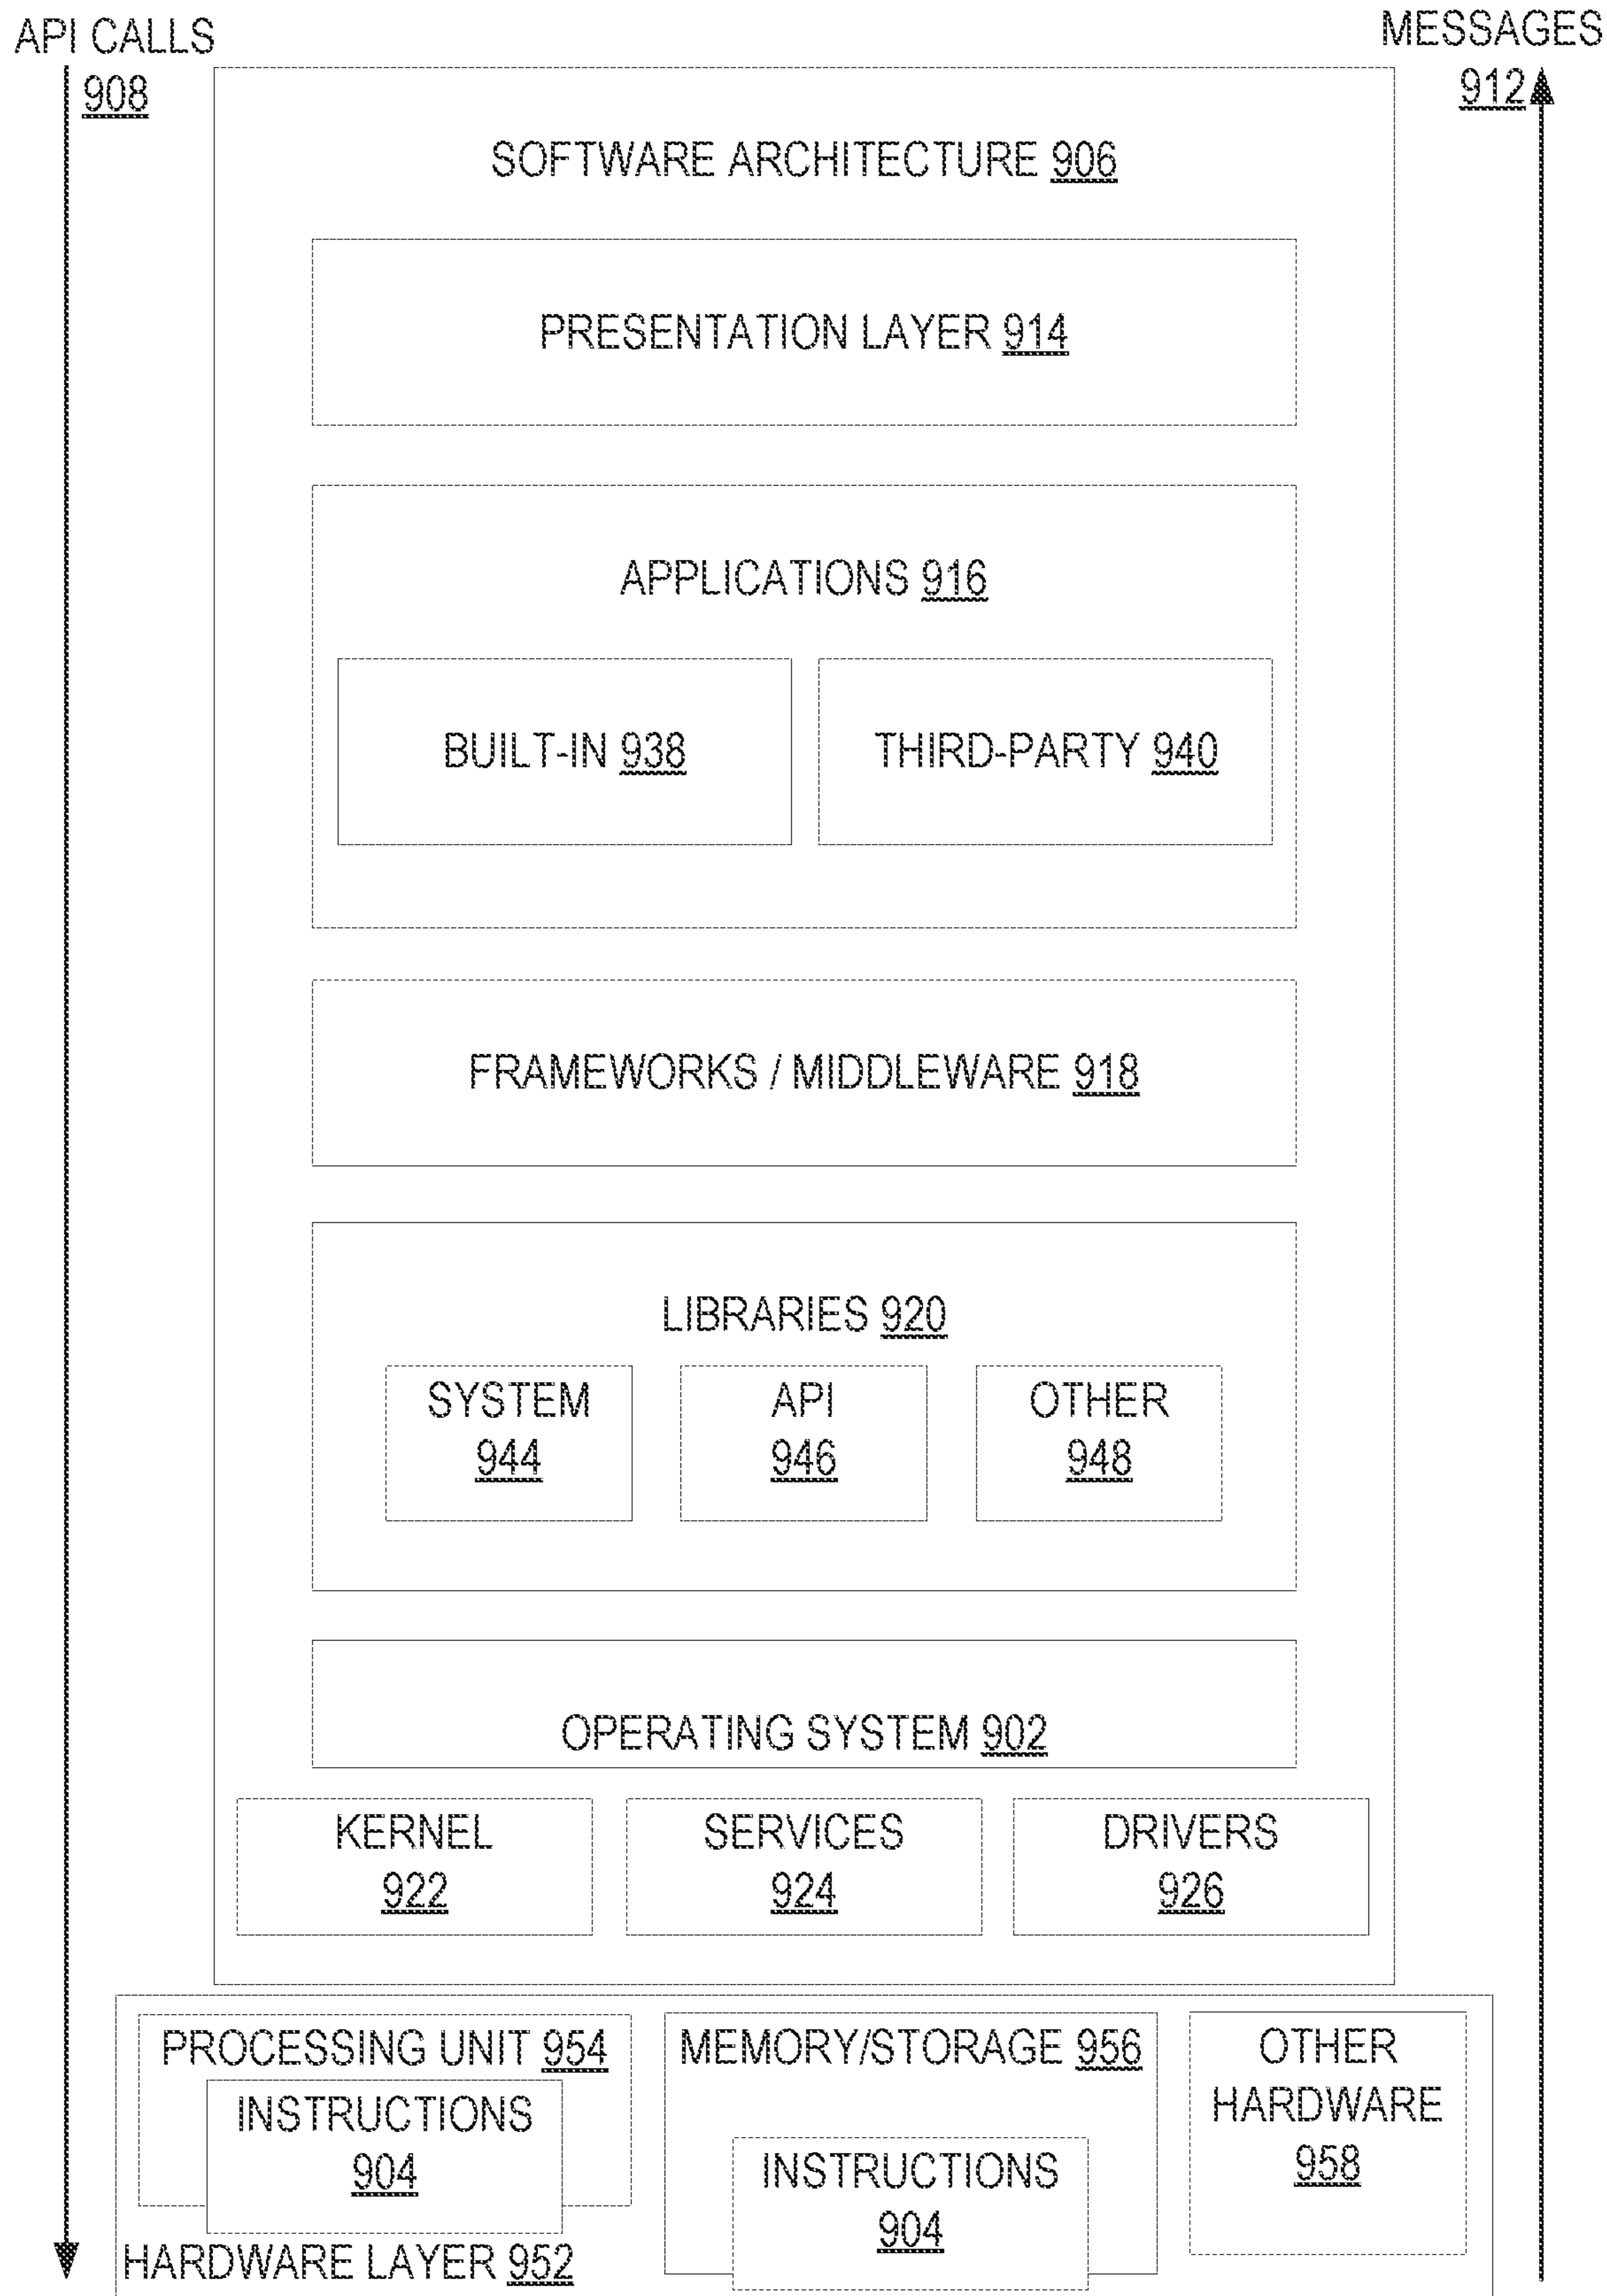 API CALLS
908
MESSAGES
912
SOFTWARE ARCHITECTURE 906
PRESENTATION LAYER 914
APPLICATIONS 916
BUILT-IN 938
THIRD-PARTY 940
FRAMEWORKS / MIDDLEWARE 918
LIBRARIES 920
SYSTEM
944
API
946
OTHER
948
OPERATING SYSTEM 902
KERNEL
922
SERVICES
924
DRIVERS
926
PROCESSING UNIT 954
INSTRUCTIONS
904
MEMORY/STORAGE 956
INSTRUCTIONS
904
OTHER
HARDWARE
958
HARDWARE LAYER 952